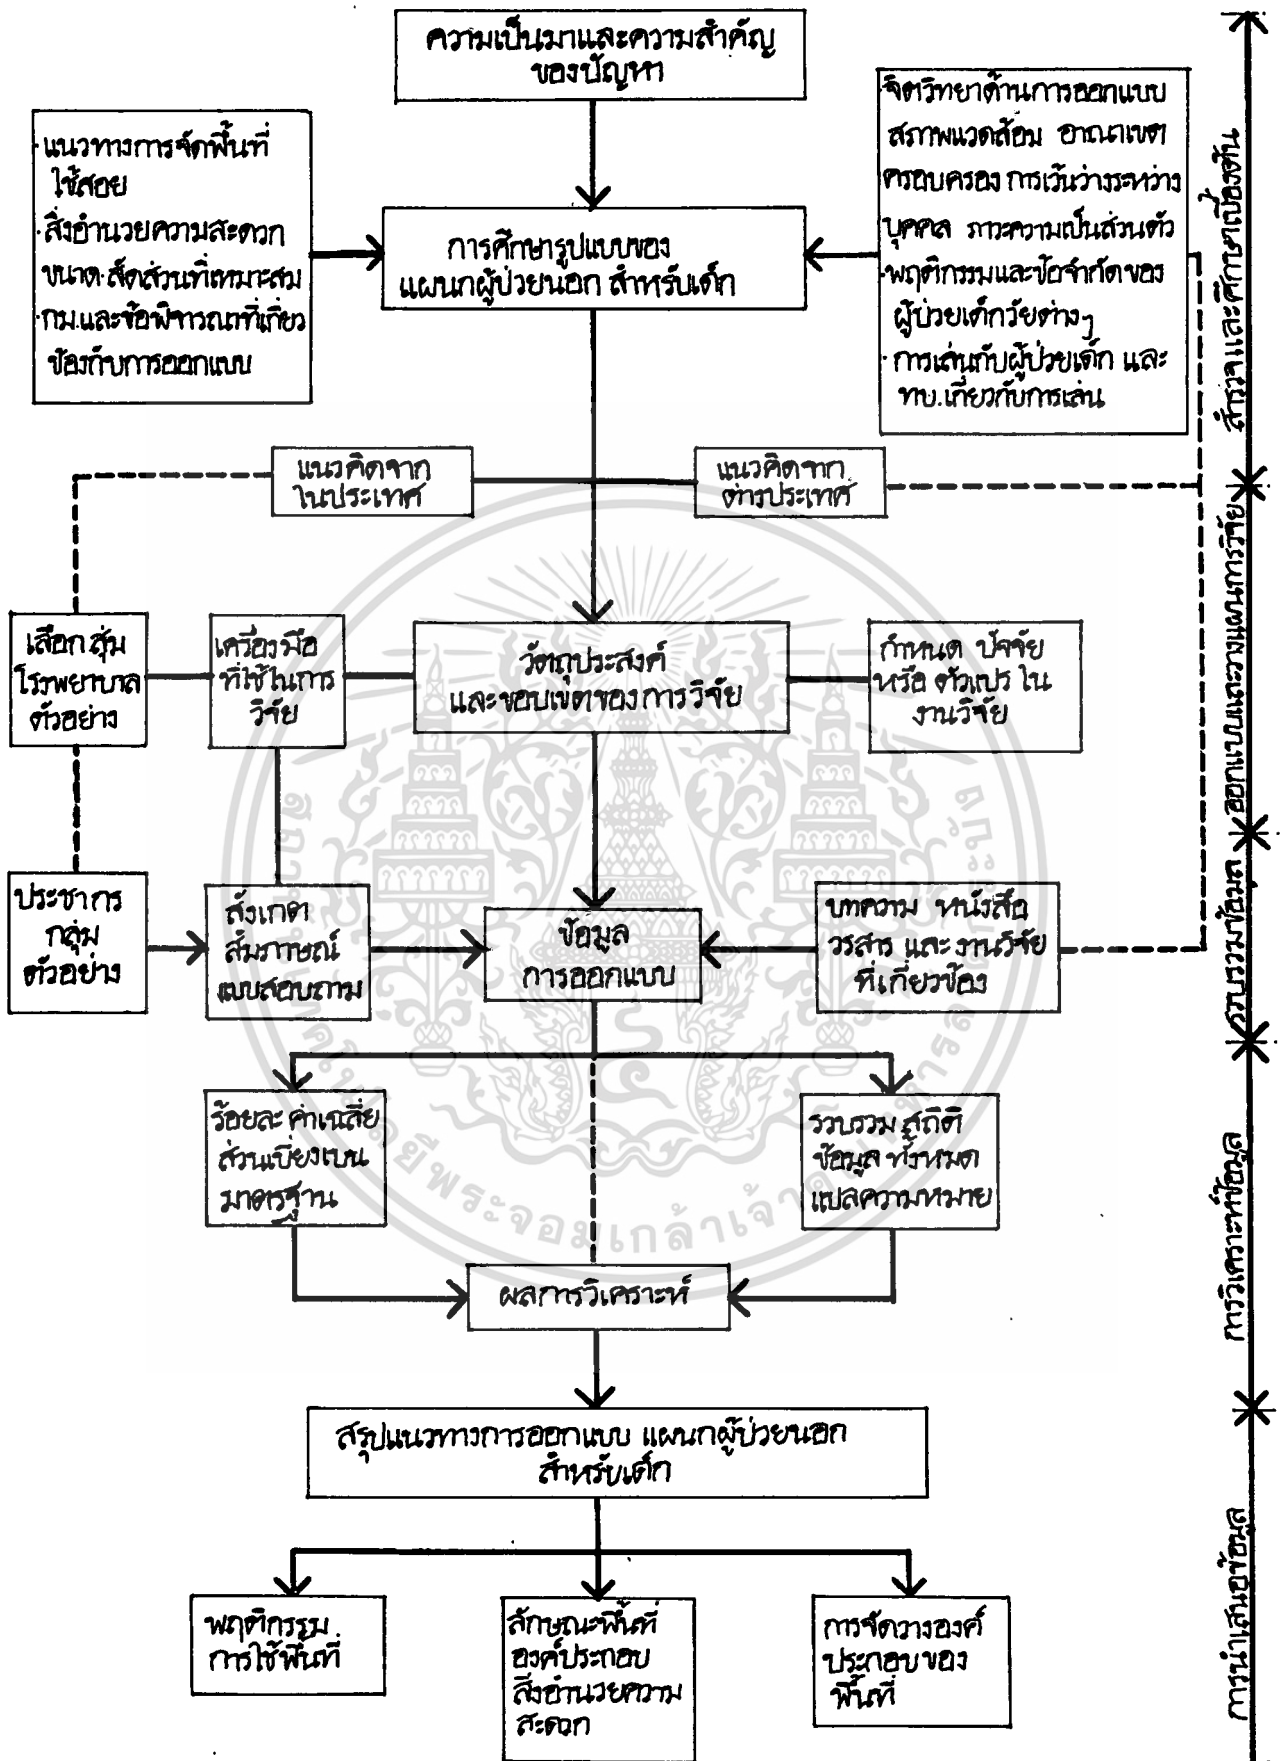 ความเป็นมาและความสำคัญ
ของปัญหา
· แนวทางการจัดพื้นที่
ใช้สอย
· สิ่งอำนวยความสะดวก
ขนาด สัดส่วนที่เหมาะสม
· กม.และข้อพิจารณาที่เกี่ยว
ข้องกับการออกแบบ
การศึกษารูปแบบของ
แผนกผู้ป่วยนอก สำหรับเด็ก
· จิตวิทยาด้านการออกแบบ
สภาพแวดล้อม อาณาเขต
ครอบครอง การเว้นว่างระหว่าง
บุคคล ภาวะความเป็นส่วนตัว
· พฤติกรรมและข้อจำกัดของ
ผู้ป่วยเด็กวัยต่างๆ
· การเล่นกับผู้ป่วยเด็ก และ
ทบ.เกี่ยวกับการเล่น
สำรวจและศึกษาเบื้องต้น
แนวคิดจาก
ในประเทศ
แนวคิดจาก
ต่างประเทศ
เลือก สุ่ม
โรงพยาบาล
ตัวอย่าง
เครื่องมือ
ที่ใช้ในการ
วิจัย
วัตถุประสงค์
และขอบเขตของการวิจัย
กำหนด ปัจจัย
หรือ ตัวแปร ใน
งานวิจัย
ออกแบบและวางแผนการวิจัย
ประชากร
กลุ่ม
ตัวอย่าง
สังเกต
สัมภาษณ์
แบบสอบถาม
ข้อมูล
การออกแบบ
บทความ หนังสือ
วรสาร และ งานวิจัย
ที่เกี่ยวข้อง
รวบรวมข้อมูล
ร้อยละ ค่าเฉลี่ย
ส่วนเบี่ยงเบน
มาตรฐาน
รวบรวม สถิติ
ข้อมูล ทั้งหมด
แปลความหมาย
ผลการวิเคราะห์
การวิเคราะห์ข้อมูล
สรุปแนวทางการออกแบบ แผนกผู้ป่วยนอก
สำหรับเด็ก
พฤติกรรม
การใช้พื้นที่
ลักษณะพื้นที่
องค์ประกอบ
สิ่งอำนวยความ
สะดวก
การจัดวางองค์
ประกอบของ
พื้นที่
การนำเสนอข้อมูล
พระจอมเกล้าเจ้าคุณทหาร